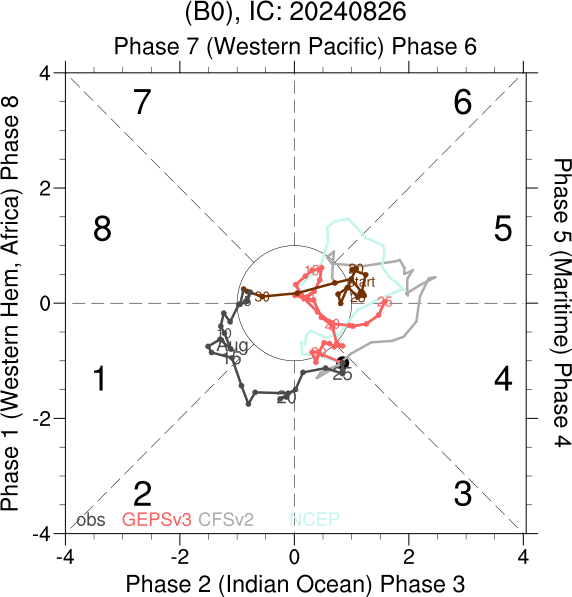 (B0), IC: 20240826
Phase 7 (Western Pacific) Phase 6
Phase 1 (Western Hem, Africa) Phase 8
Phase 5 (Maritime) Phase 4
4
2
0
-2
-4
7
6
8
5
1
4
2
3
start
Aug
20
25
obs
GEPSv3
CFSv2
NCEP
-4
-2
0
2
4
Phase 2 (Indian Ocean) Phase 3